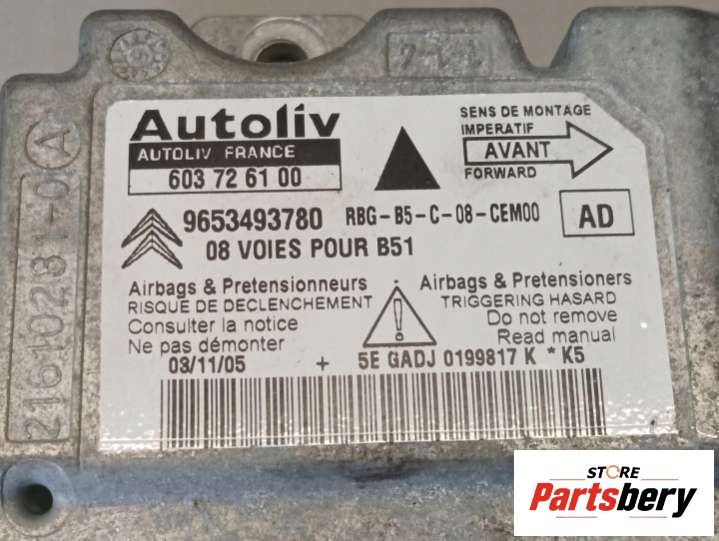 Autoliv
AUTOLIV FRANCE
603 72 61 00
SENS DE MONTAGE
IMPERATIF
AVANT
FORWARD
9653493780 RBG-B5-C-08-CEM00 AD
08 VOIES POUR B51
Airbags & Pretensionneurs
RISQUE DE DECLENCHEMENT
Consulter la notice
Ne pas démonter
Airbags & Pretensioners
TRIGGERING HASARD
Do not remove
Read manual
03/11/05 + 5E GADJ 0199817 K * K5
21610281-0 A
STORE
Partsbery